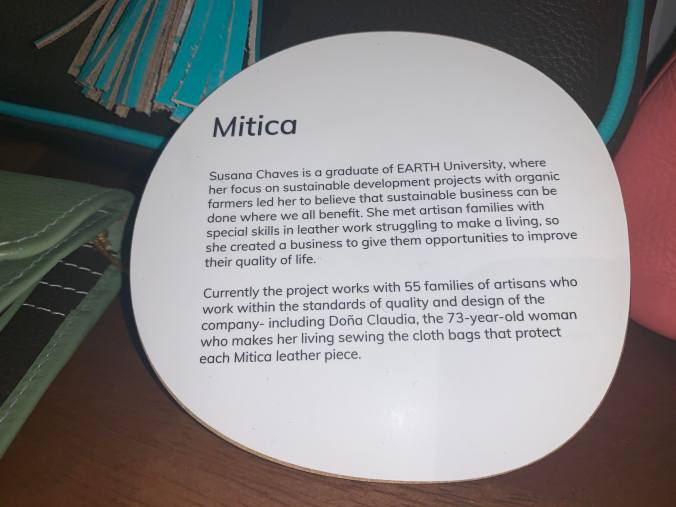 Mitica
Susana Chaves is a graduate of EARTH University, where
her focus on sustainable development projects with organic
farmers led her to believe that sustainable business can be
done where we all benefit. She met artisan families with
special skills in leather work struggling to make a living, so
she created a business to give them opportunities to improve
their quality of life.
Currently the project works with 55 families of artisans who
work within the standards of quality and design of the
company- including Doña Claudia, the 73-year-old woman
who makes her living sewing the cloth bags that protect
each Mitica leather piece.